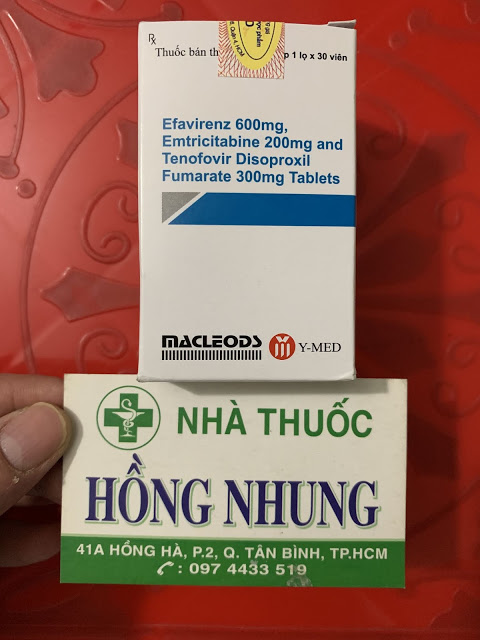 Rx Thuốc bán th
p 1 lọ x 30 viên
Efavirenz 600mg,
Emtricitabine 200mg and
Tenofovir Disoproxil
Fumarate 300mg Tablets
MACLEODS
Y-MED
NHÀ THUỐC
HỒNG NHUNG
41A HỒNG HÀ, P.2, Q. TÂN BÌNH, TP.HCM
: 097 4433 519